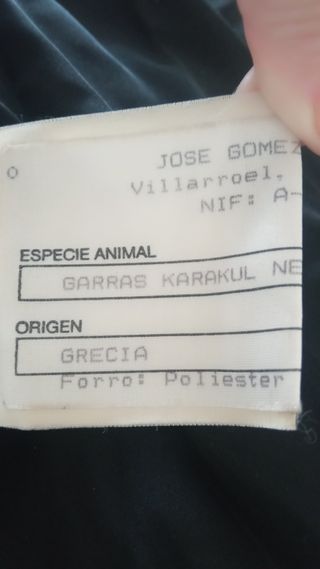 JOSE GOMEZ
Villarroel,
NIF: A-
ESPECIE ANIMAL
GARRAS KARAKUL NE
ORIGEN
GRECIA
Forro: Poliester